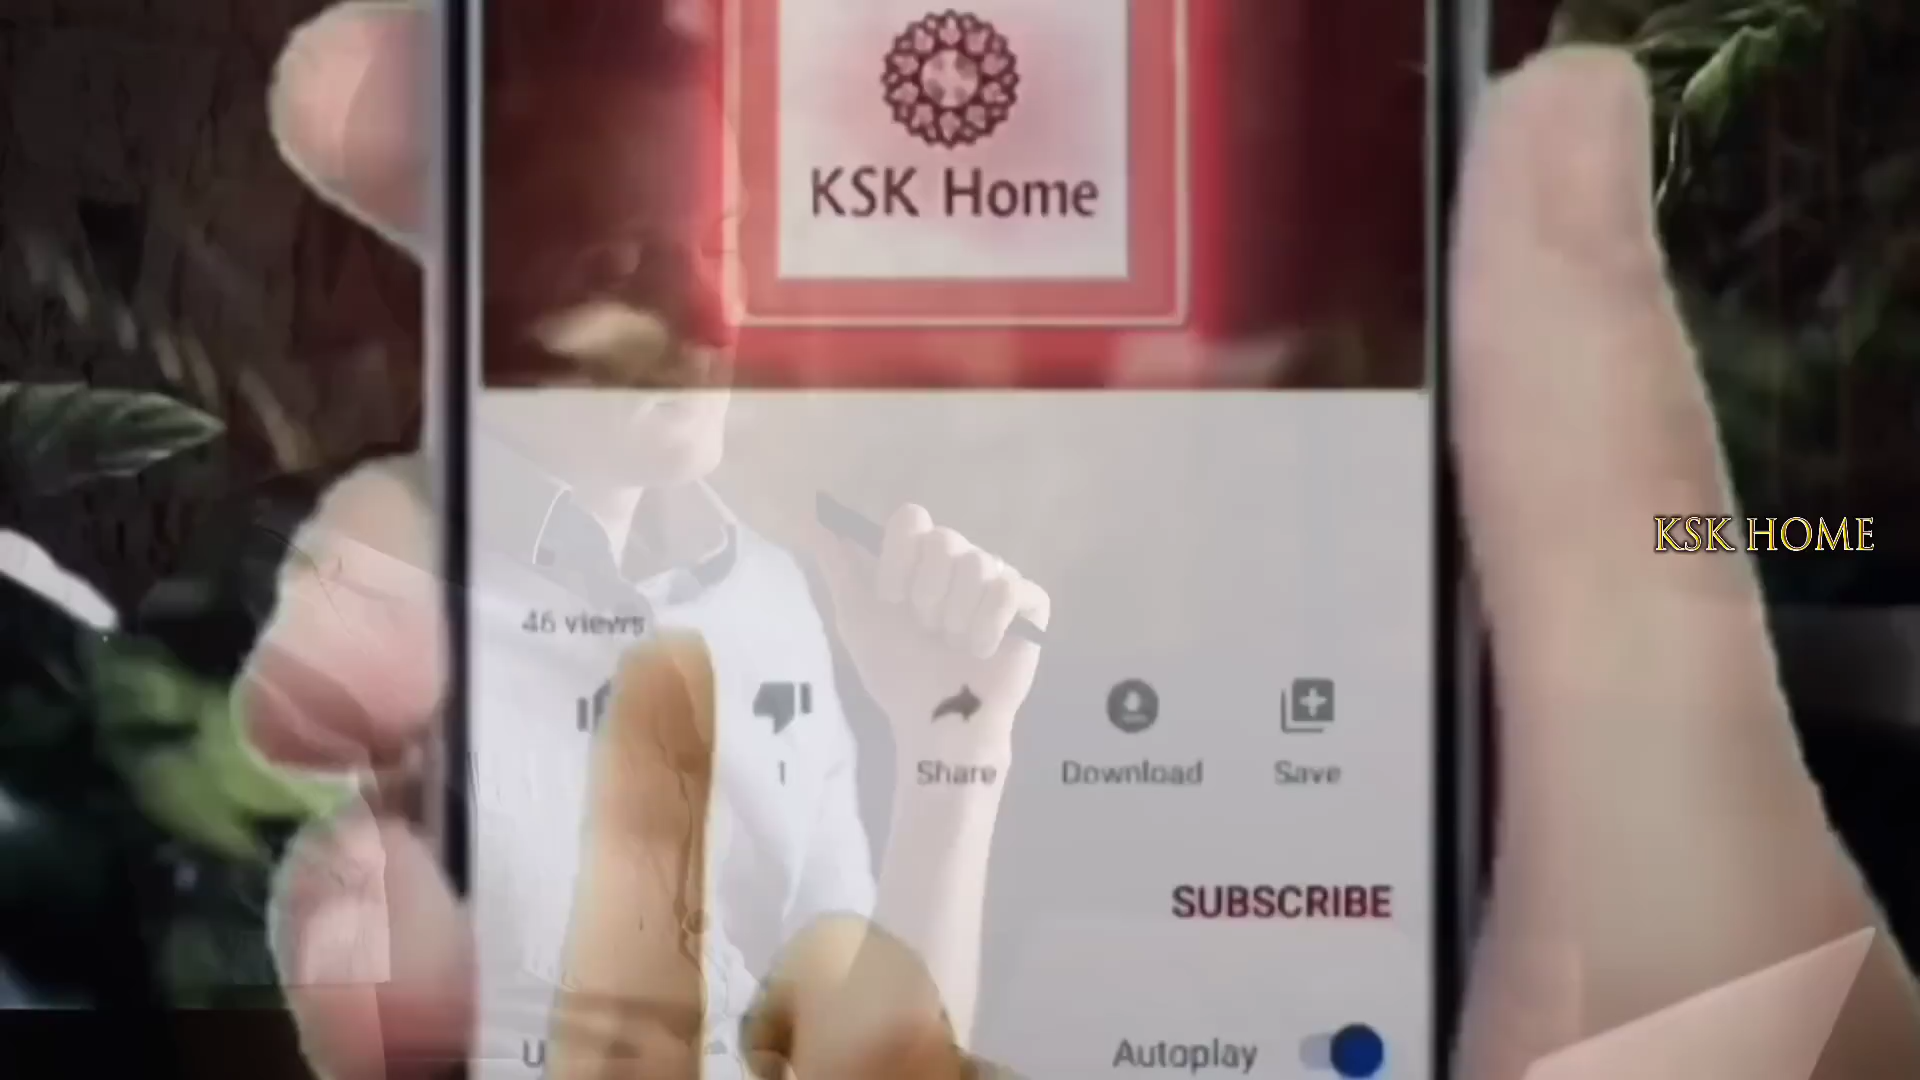 KSK Home
KSK HOME
46 views
1
Share
Download
Save
SUBSCRIBE
Autoplay